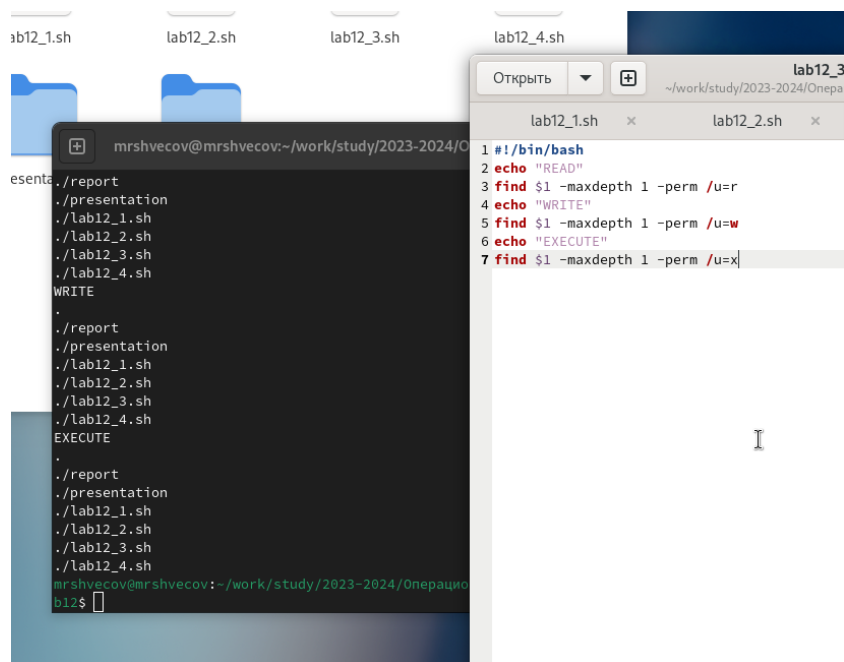 ab12_1.sh
lab12_2.sh
lab12_3.sh
lab12_4.sh
Открыть
lab12_3
~/work/study/2023-2024/Опера
lab12_1.sh ×
lab12_2.sh ×
esenta
mrshvecov@mrshvecov:~/work/study/2023-2024/О
./report
./presentation
./lab12_1.sh
./lab12_2.sh
./lab12_3.sh
./lab12_4.sh
WRITE
.
./report
./presentation
./lab12_1.sh
./lab12_2.sh
./lab12_3.sh
./lab12_4.sh
EXECUTE
.
./report
./presentation
./lab12_1.sh
./lab12_2.sh
./lab12_3.sh
./lab12_4.sh
mrshvecov@mrshvecov:~/work/study/2023-2024/Операцио
b12$
1 #!/bin/bash
2 echo "READ"
3 find $1 -maxdepth 1 -perm /u=r
4 echo "WRITE"
5 find $1 -maxdepth 1 -perm /u=w
6 echo "EXECUTE"
7 find $1 -maxdepth 1 -perm /u=x